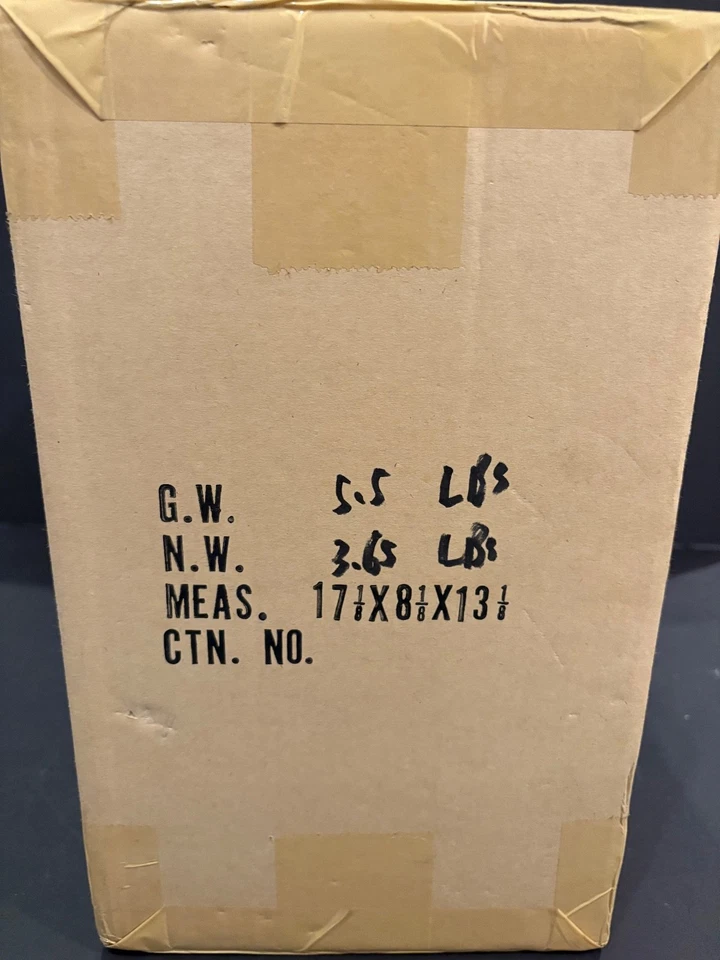 G.W. 5.5 LBS
N.W. 3.65 LBS
MEAS. 17⅛X8⅛X13⅛
CTN. NO.